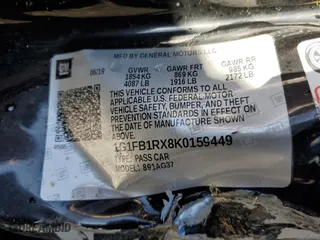 MFD BY GENERAL MOTORS LLC
06/19 GVWR GAWR FRT GAWR RR
1854 KG 869 KG 985 KG
4087 LB 1916 LB 2172 LB
THIS VEHICLE CONFORMS TO ALL
APPLICABLE U.S. FEDERAL MOTOR
VEHICLE SAFETY, BUMPER, AND THEFT
PREVENTION STANDARDS IN EFFECT ON
THE DATE OF MANUFACTURE SHOWN
ABOVE.
1G1FB1RX8K0159449
TYPE: PASS CAR
MODEL: 891AG37